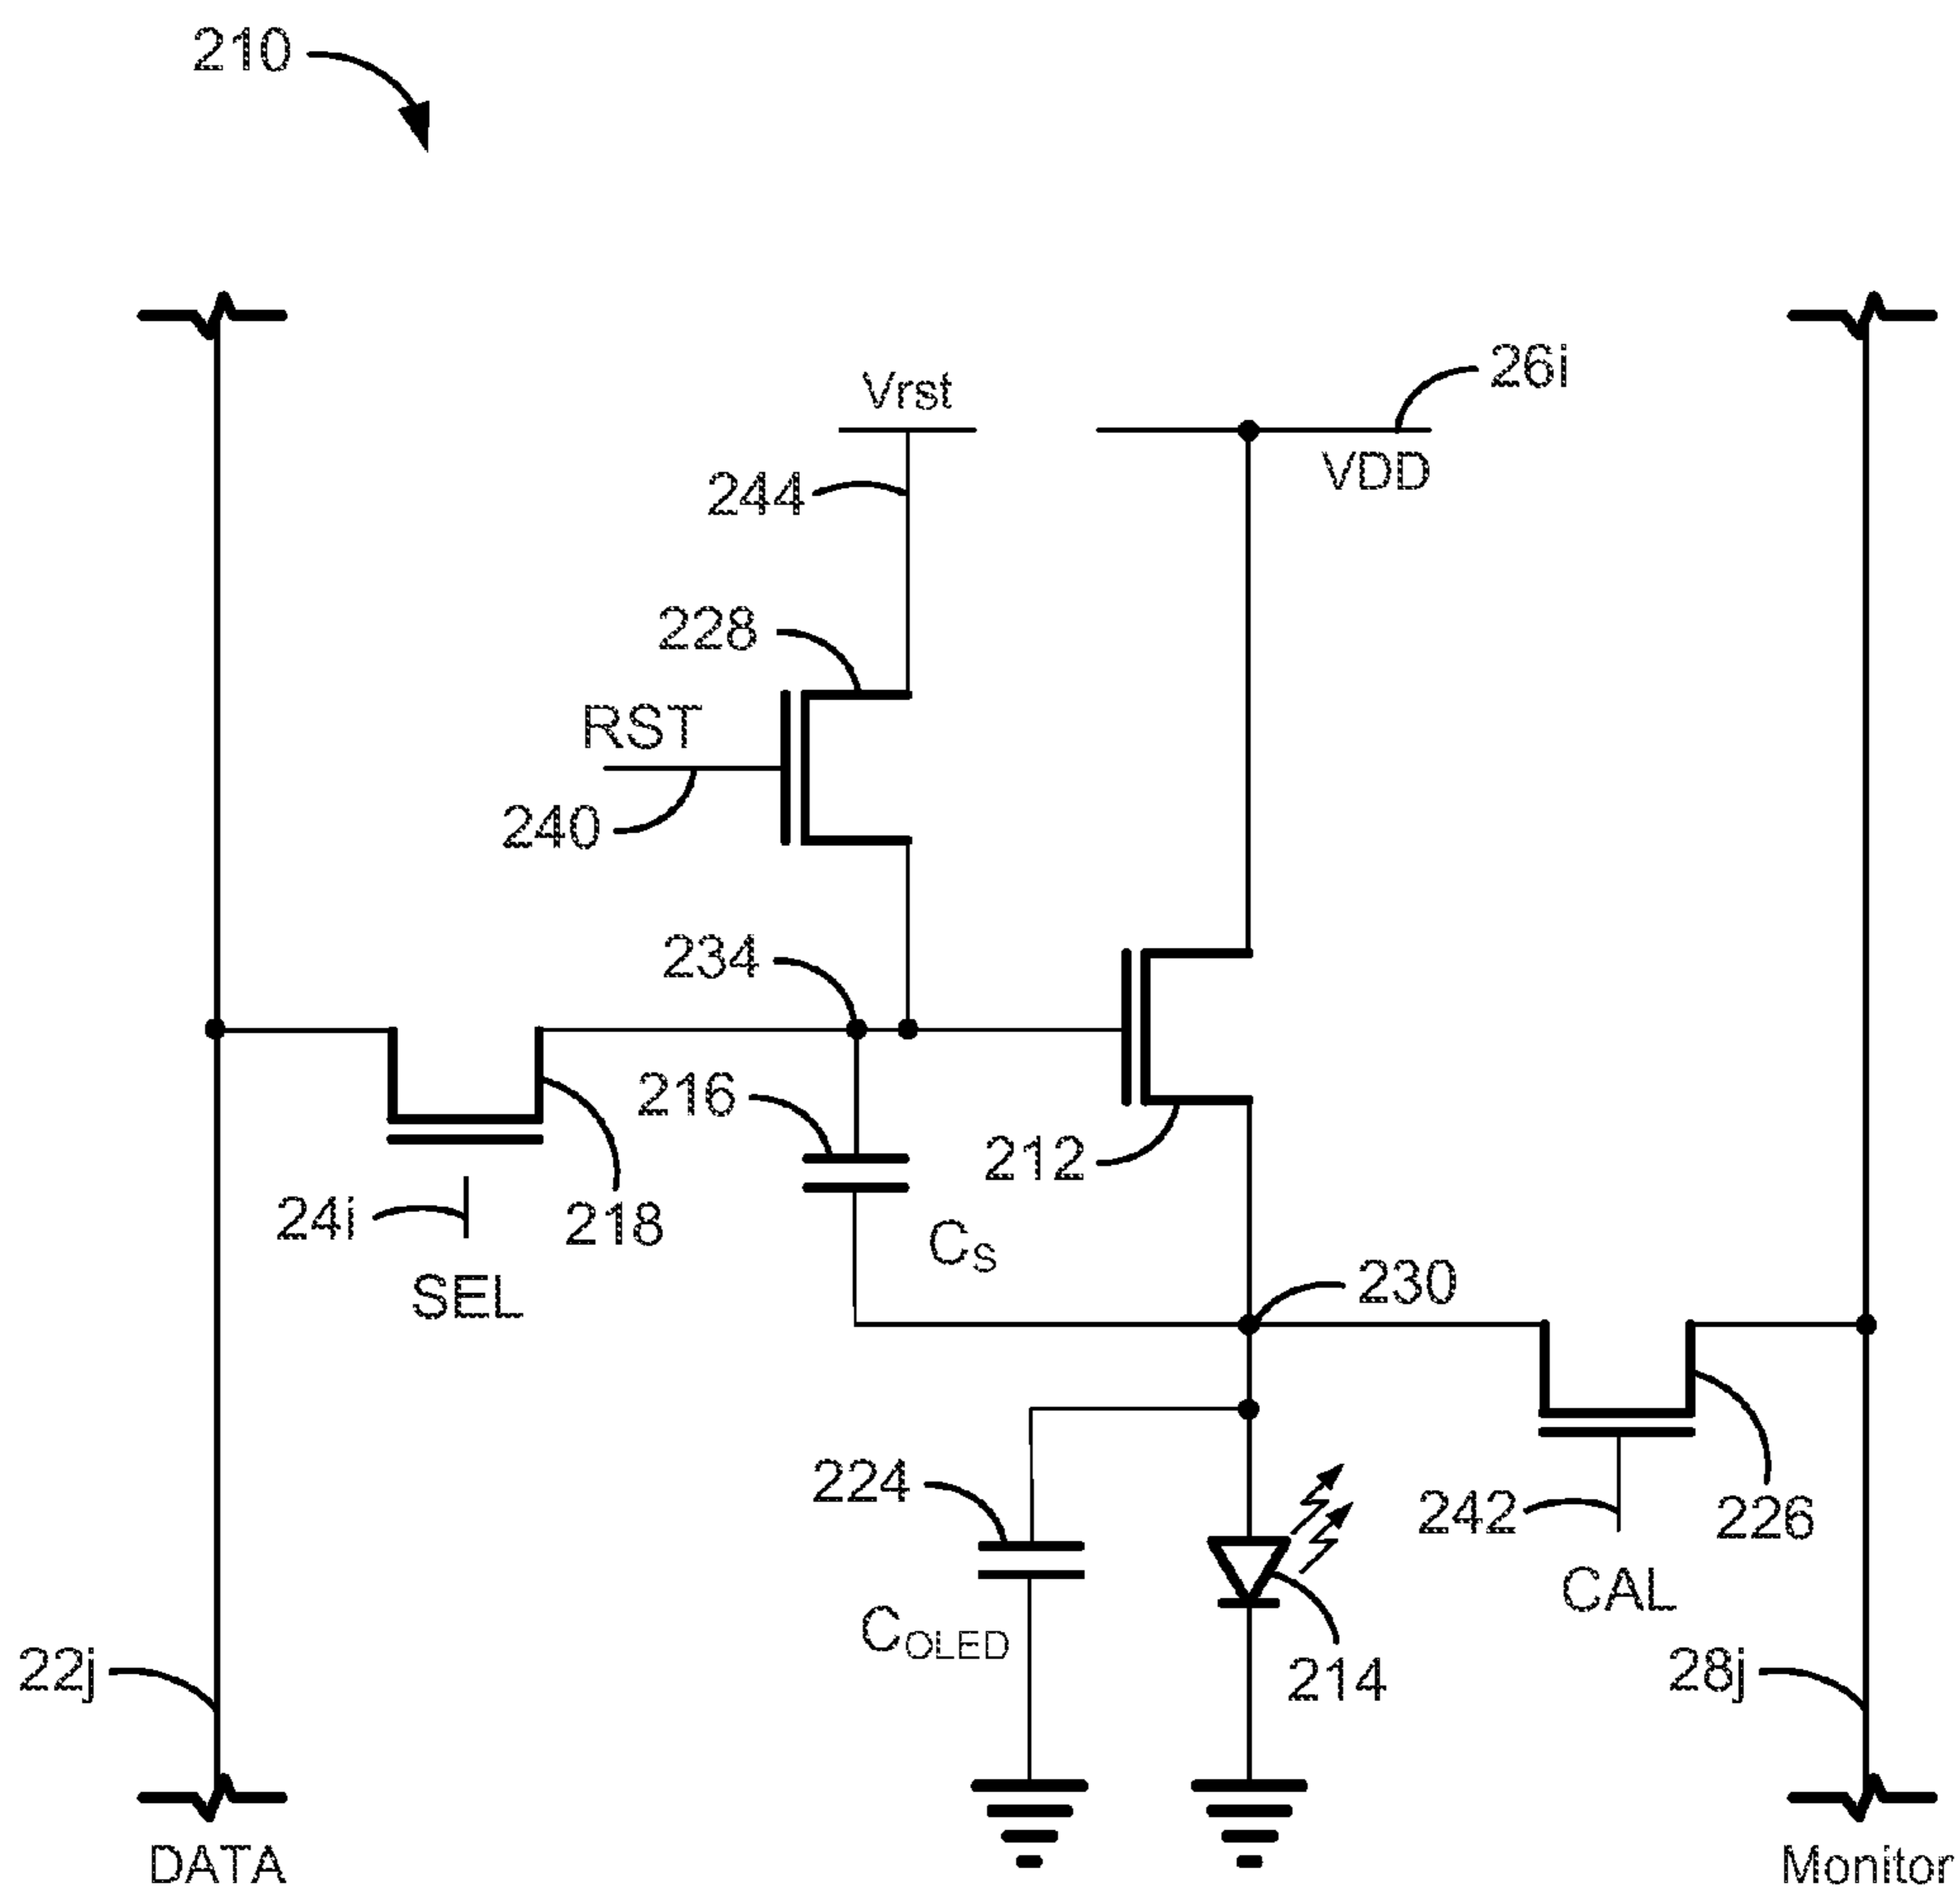 210
26i
Vrst
VDD
244
228
RST
240
234
216
212
24i
218
CS
SEL
230
224
242
226
CAL
COLED
22j
214
28j
DATA
Monitor